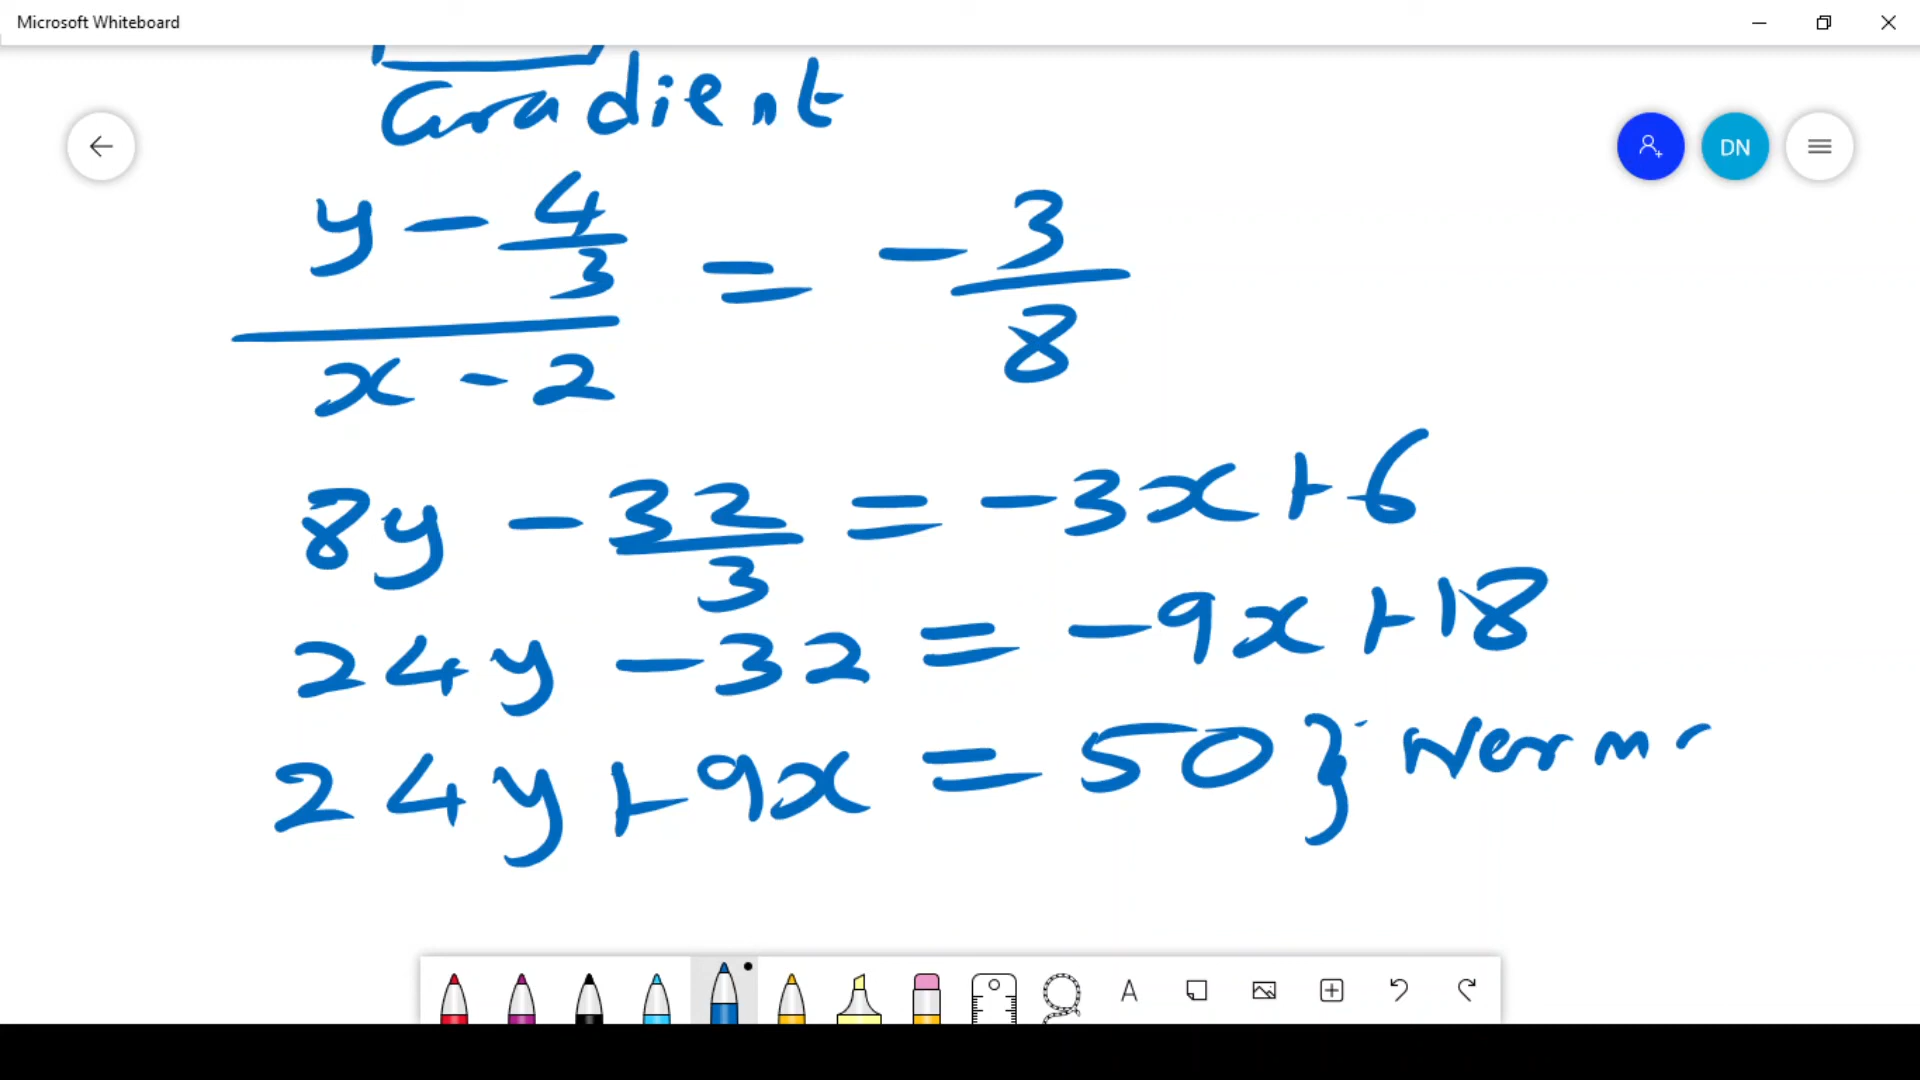 Microsoft Whiteboard
Gradient
DN
y - 4/3 / x - 2 = - 3/8
8y - 32/3 = -3x + 6
24y - 32 = -9x + 18
24y + 9x = 50 } Norm
A